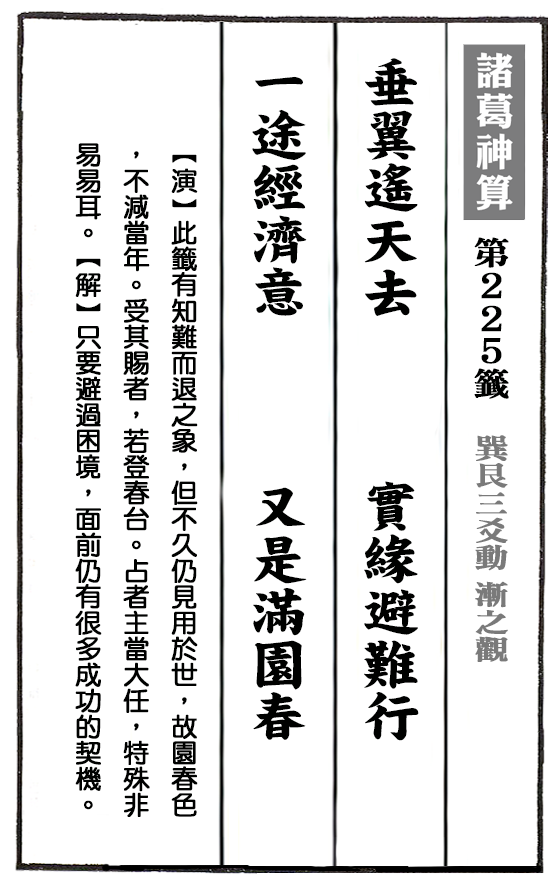 諸葛神算 第225籤 巽艮三爻動 漸之觀
垂翼遙天去 實緣避難行
一途經濟意 又是滿園春
【演】此籤有知難而退之象,但不久仍見用於世,故園春色
,不減當年。受其賜者,若登春台。占者主當大任,特殊非
易易耳。【解】只要避過困境,面前仍有很多成功的契機。